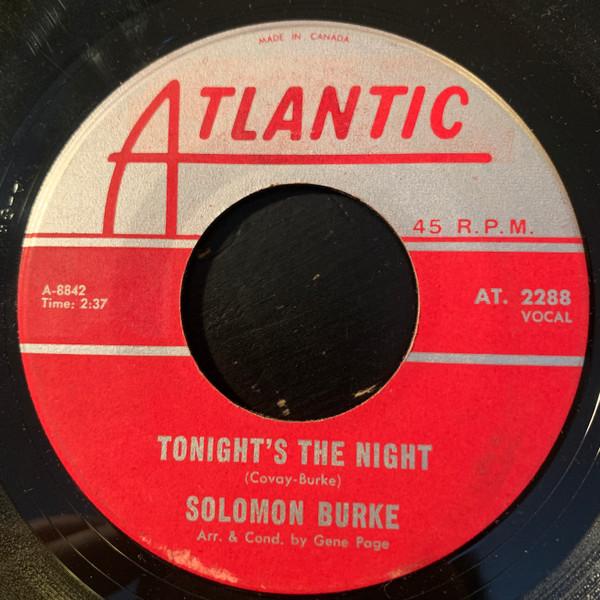 MADE IN CANADA
ATLANTIC
45 R.P.M.
A-8842
Time: 2:37
AT. 2288
VOCAL
TONIGHT'S THE NIGHT
(Covay-Burke)
SOLOMON BURKE
Arr. & Cond. by Gene Page